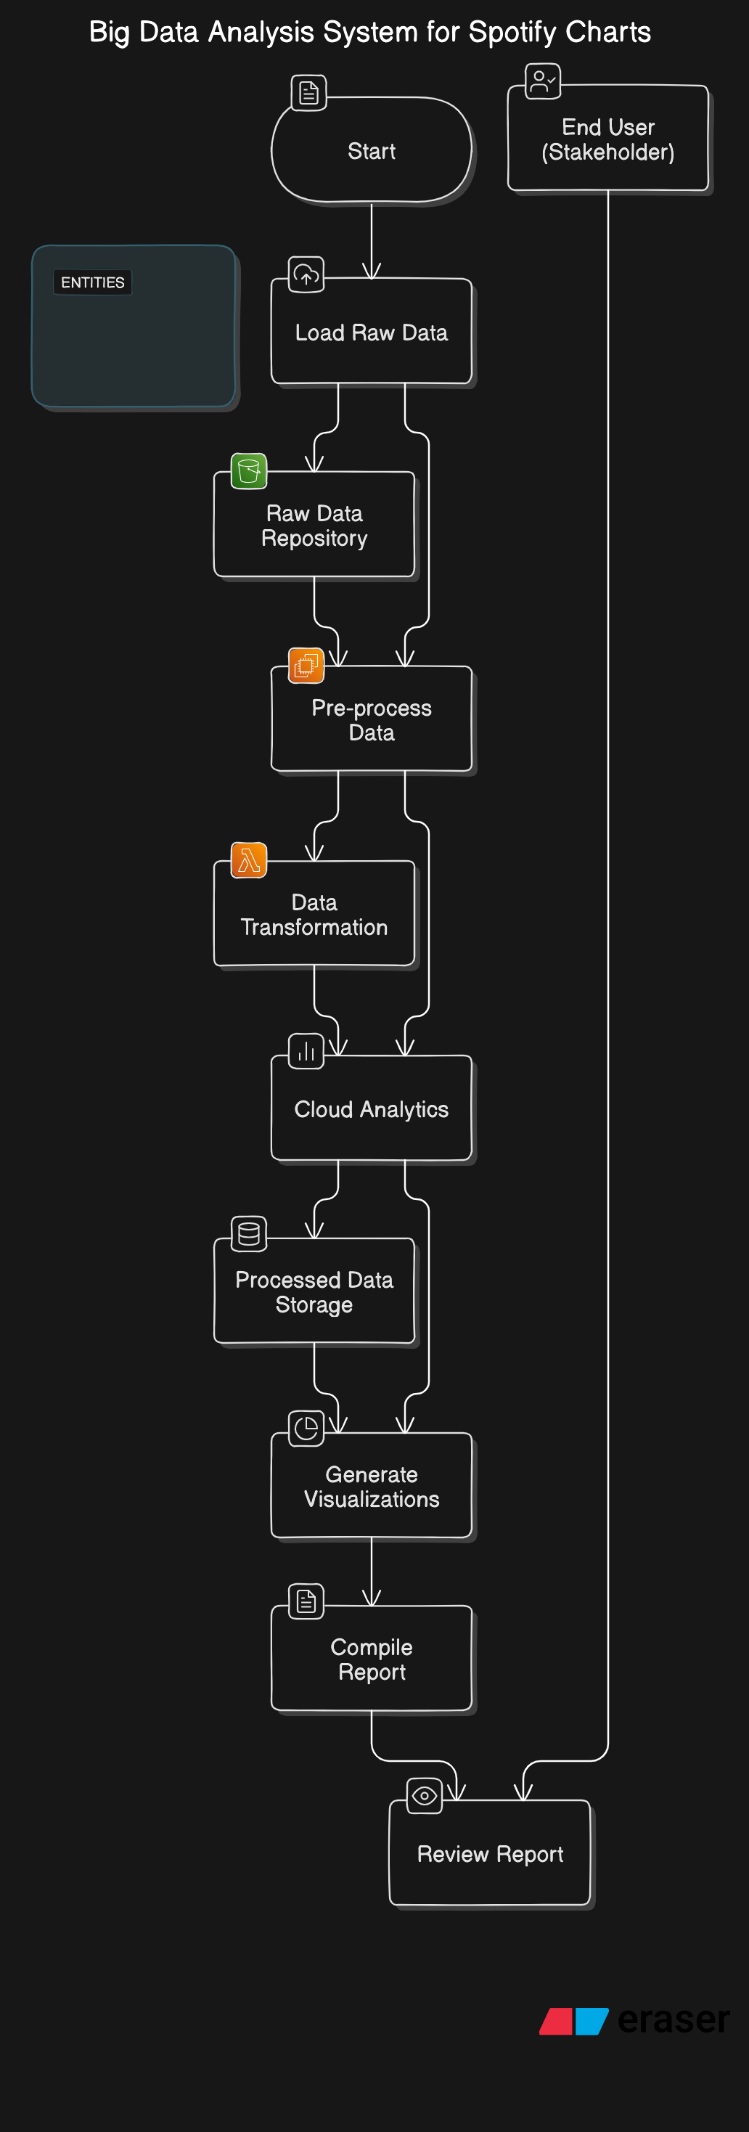 Big Data Analysis System for Spotify Charts
Start
End User
(Stakeholder)
ENTITIES
Load Raw Data
Raw Data
Repository
Pre-process
Data
Data
Transformation
Cloud Analytics
Processed Data
Storage
Generate
Visualizations
Compile
Report
Review Report
eraser